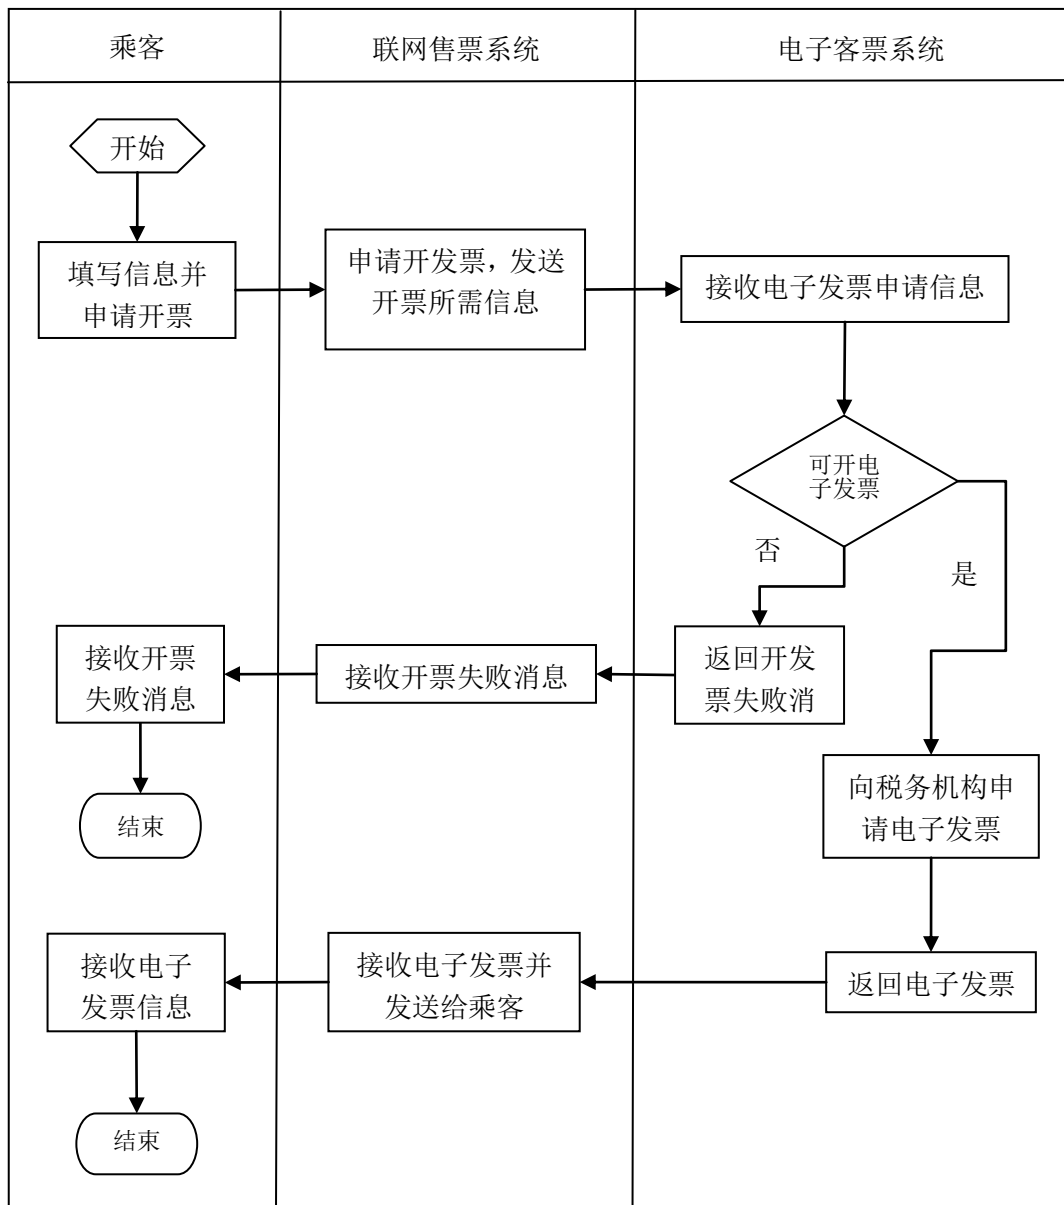 乘客
联网售票系统
电子客票系统
开始
填写信息并
申请开票
申请开发票，发送
开票所需信息
接收电子发票申请信息
可开电
子发票
否
是
接收开票
失败消息
接收开票失败消息
返回开发
票失败消
向税务机构申
请电子发票
结束
接收电子
发票信息
接收电子发票并
发送给乘客
返回电子发票
结束